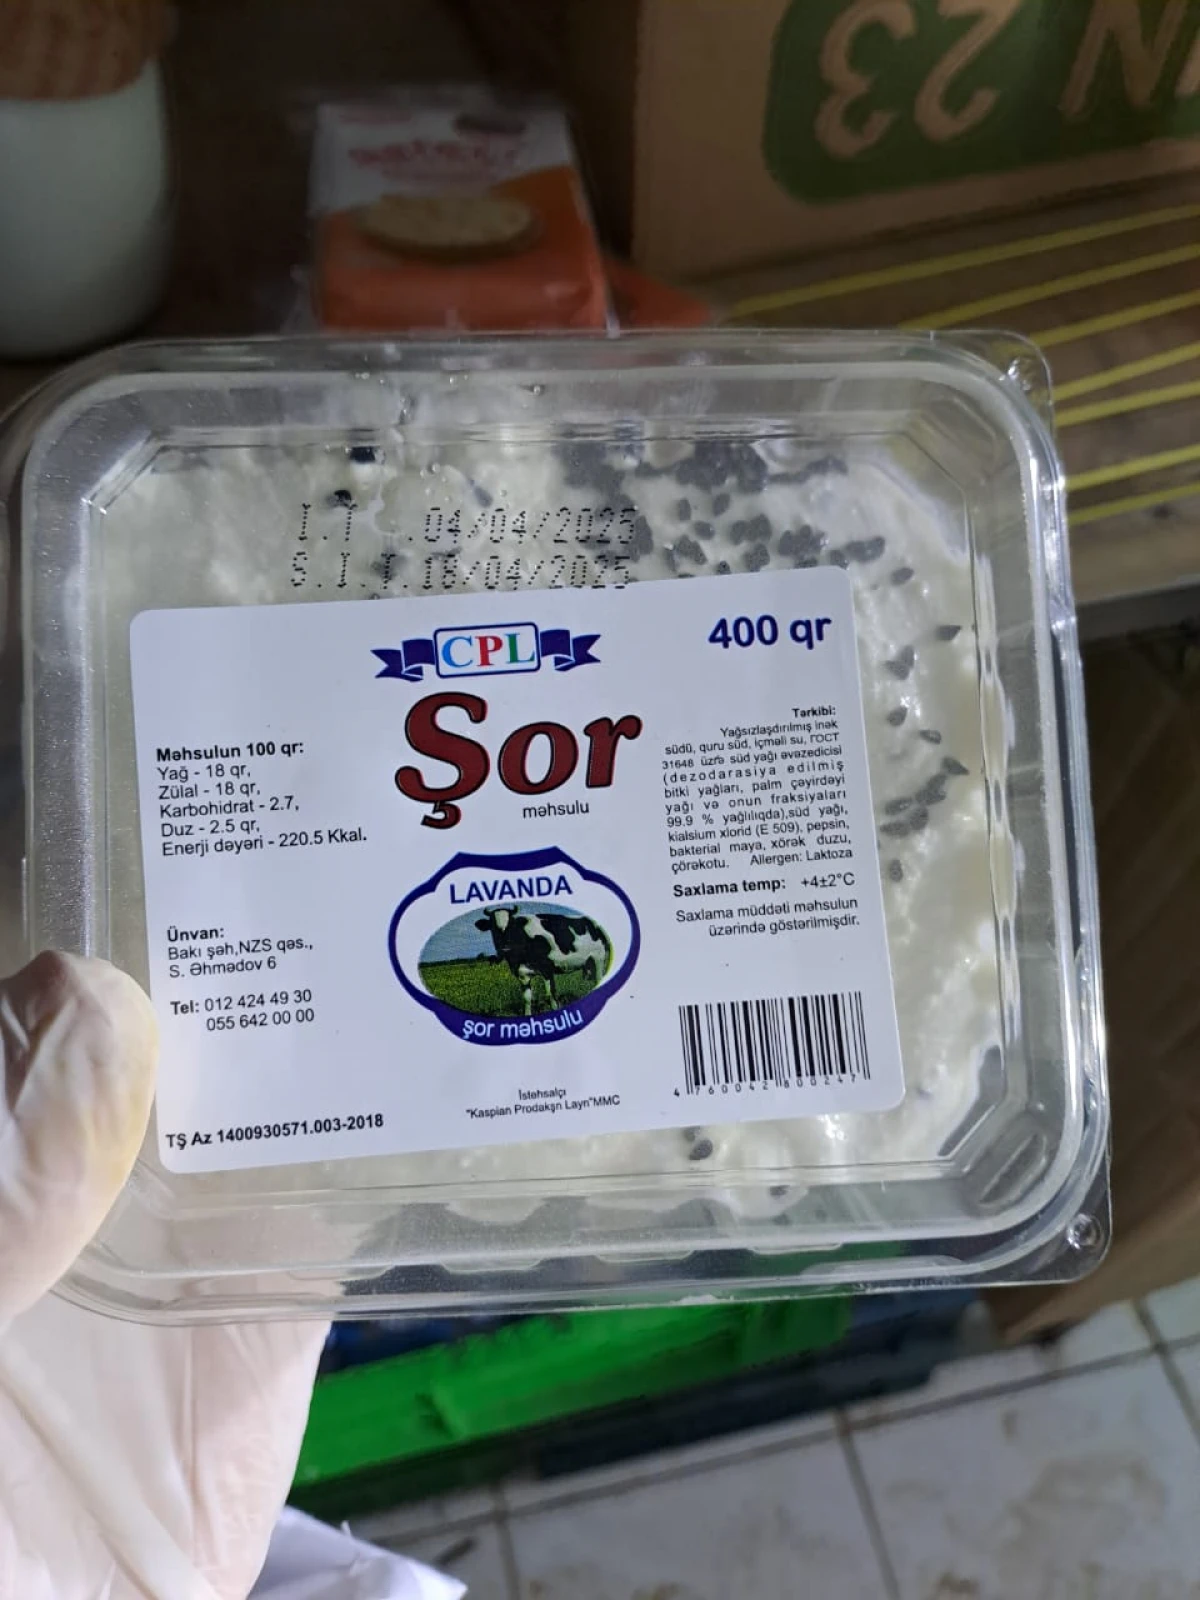 N 23
I.T .04/04/2025
S.I.T.18/04/2025
CPL
400 qr
Şor
məhsulu
Məhsulun 100 qr:
Yağ - 18 qr,
Zülal - 18 qr,
Karbohidrat - 2.7,
Duz - 2.5 qr,
Enerji dəyəri - 220.5 Kkal.
Tərkibi:
Yağsızlaşdırılmış inək
südü, quru süd, içməli su, ГОСТ
31648 üzrə süd yağı əvəzedicisi
(dezodarasiya edilmiş
bitki yağları, palm çəyirdəyi
yağı və onun fraksiyaları
99.9 % yağlılıqda),süd yağı,
kialsium xlorid (E 509), pepsin,
bakterial maya, xörək duzu,
çörəkotu. Allergen: Laktoza
Saxlama temp: +4±2°C
Saxlama müddəti məhsulun
üzərində göstərilmişdir.
LAVANDA
şor məhsulu
Ünvan:
Bakı şəh,NZS qəs.,
S. Əhmədov 6
Tel: 012 424 49 30
055 642 00 00
İstəhsalçı
"Kaspian Prodakşn Layn"MMC
TŞ Az 1400930571.003-2018
4 760042 800247